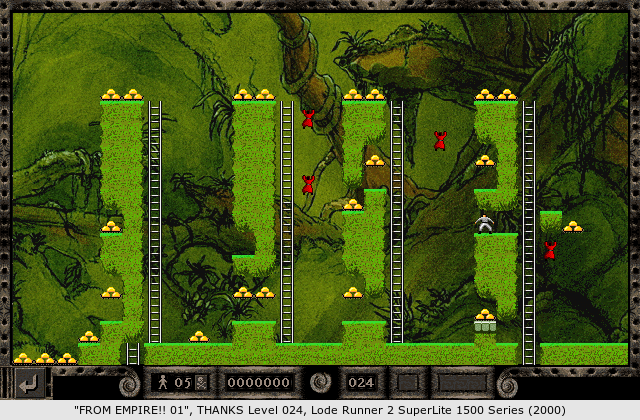 05 0000000 024
"FROM EMPIRE!! 01", THANKS Level 024, Lode Runner 2 SuperLite 1500 Series (2000)